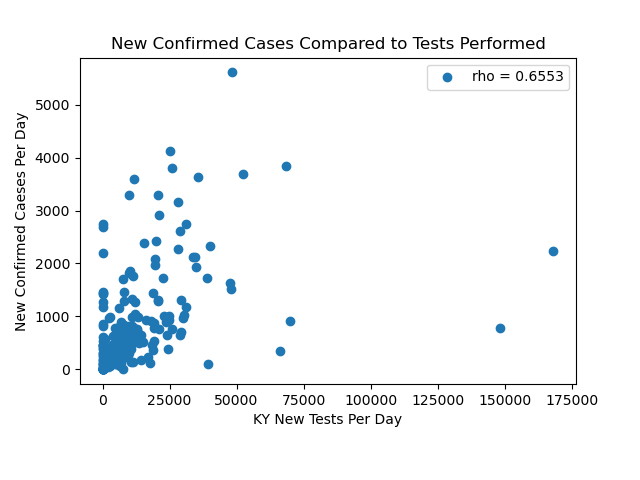 New Confirmed Cases Compared to Tests Performed
rho = 0.6553
5000
4000
3000
2000
1000
0
New Confirmed Caeses Per Day
0 25000 50000 75000 100000 125000 150000 175000
KY New Tests Per Day